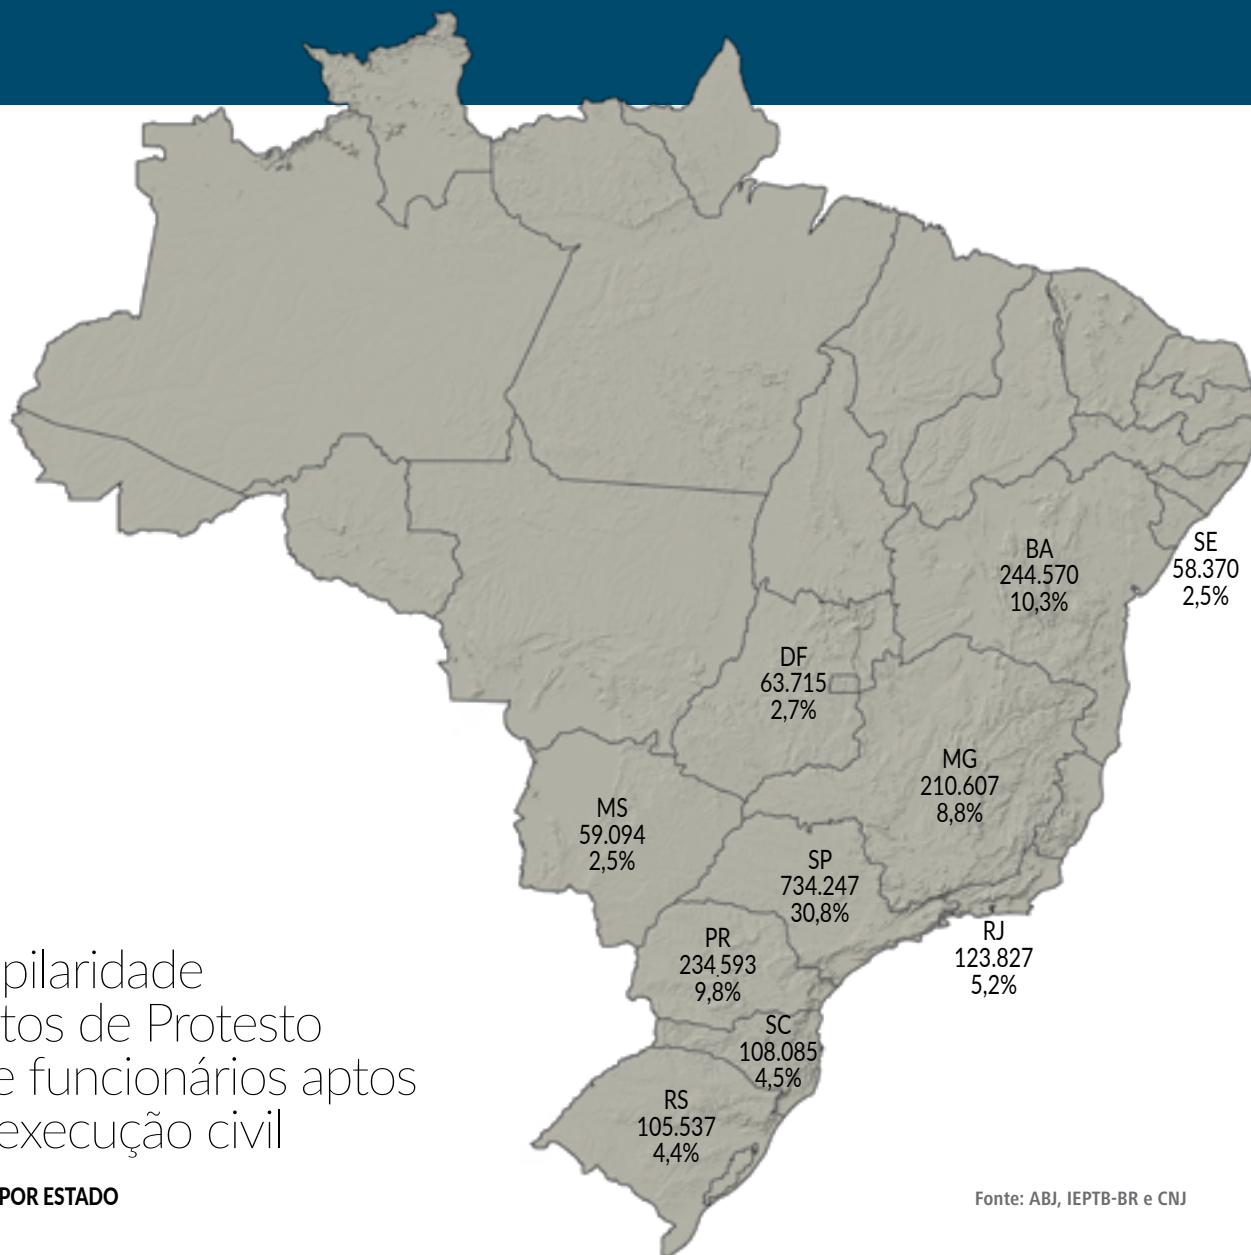 BA
244.570
10,3%
SE
58.370
2,5%
DF
63.715
2,7%
MG
210.607
8,8%
MS
59.094
2,5%
SP
734.247
30,8%
PR
234.593
9,8%
RJ
123.827
5,2%
SC
108.085
4,5%
RS
105.537
4,4%
pilaridade
tos de Protesto
e funcionários aptos
execução civil
POR ESTADO
Fonte: ABJ, IEPTB-BR e CNJ